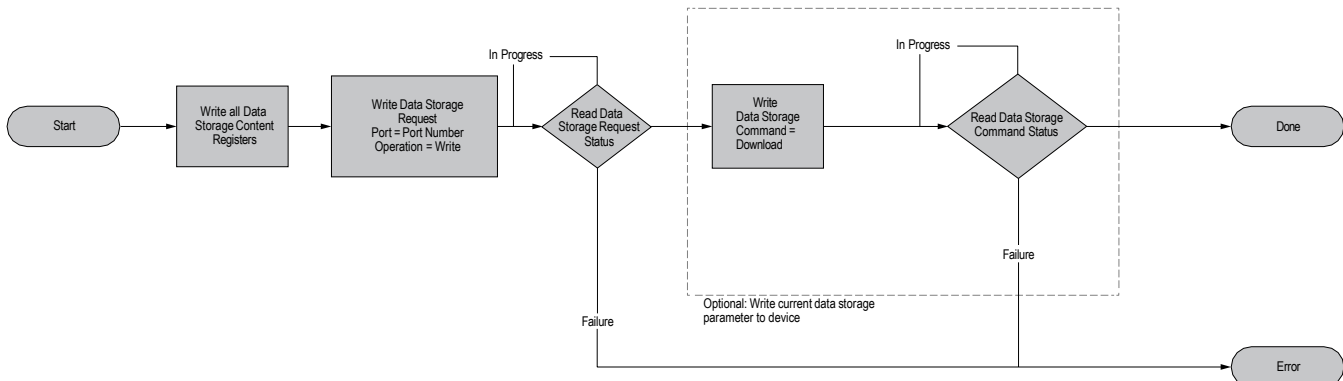 In Progress
In Progress
Start
Write all Data
Storage Content
Registers
Write Data Storage
Request
Port = Port Number
Operation = Write
Read Data
Storage Request
Status
Write
Data Storage
Command =
Download
Read Data Storage
Command Status
Done
Failure
Optional: Write current data storage
parameter to device
Failure
Error